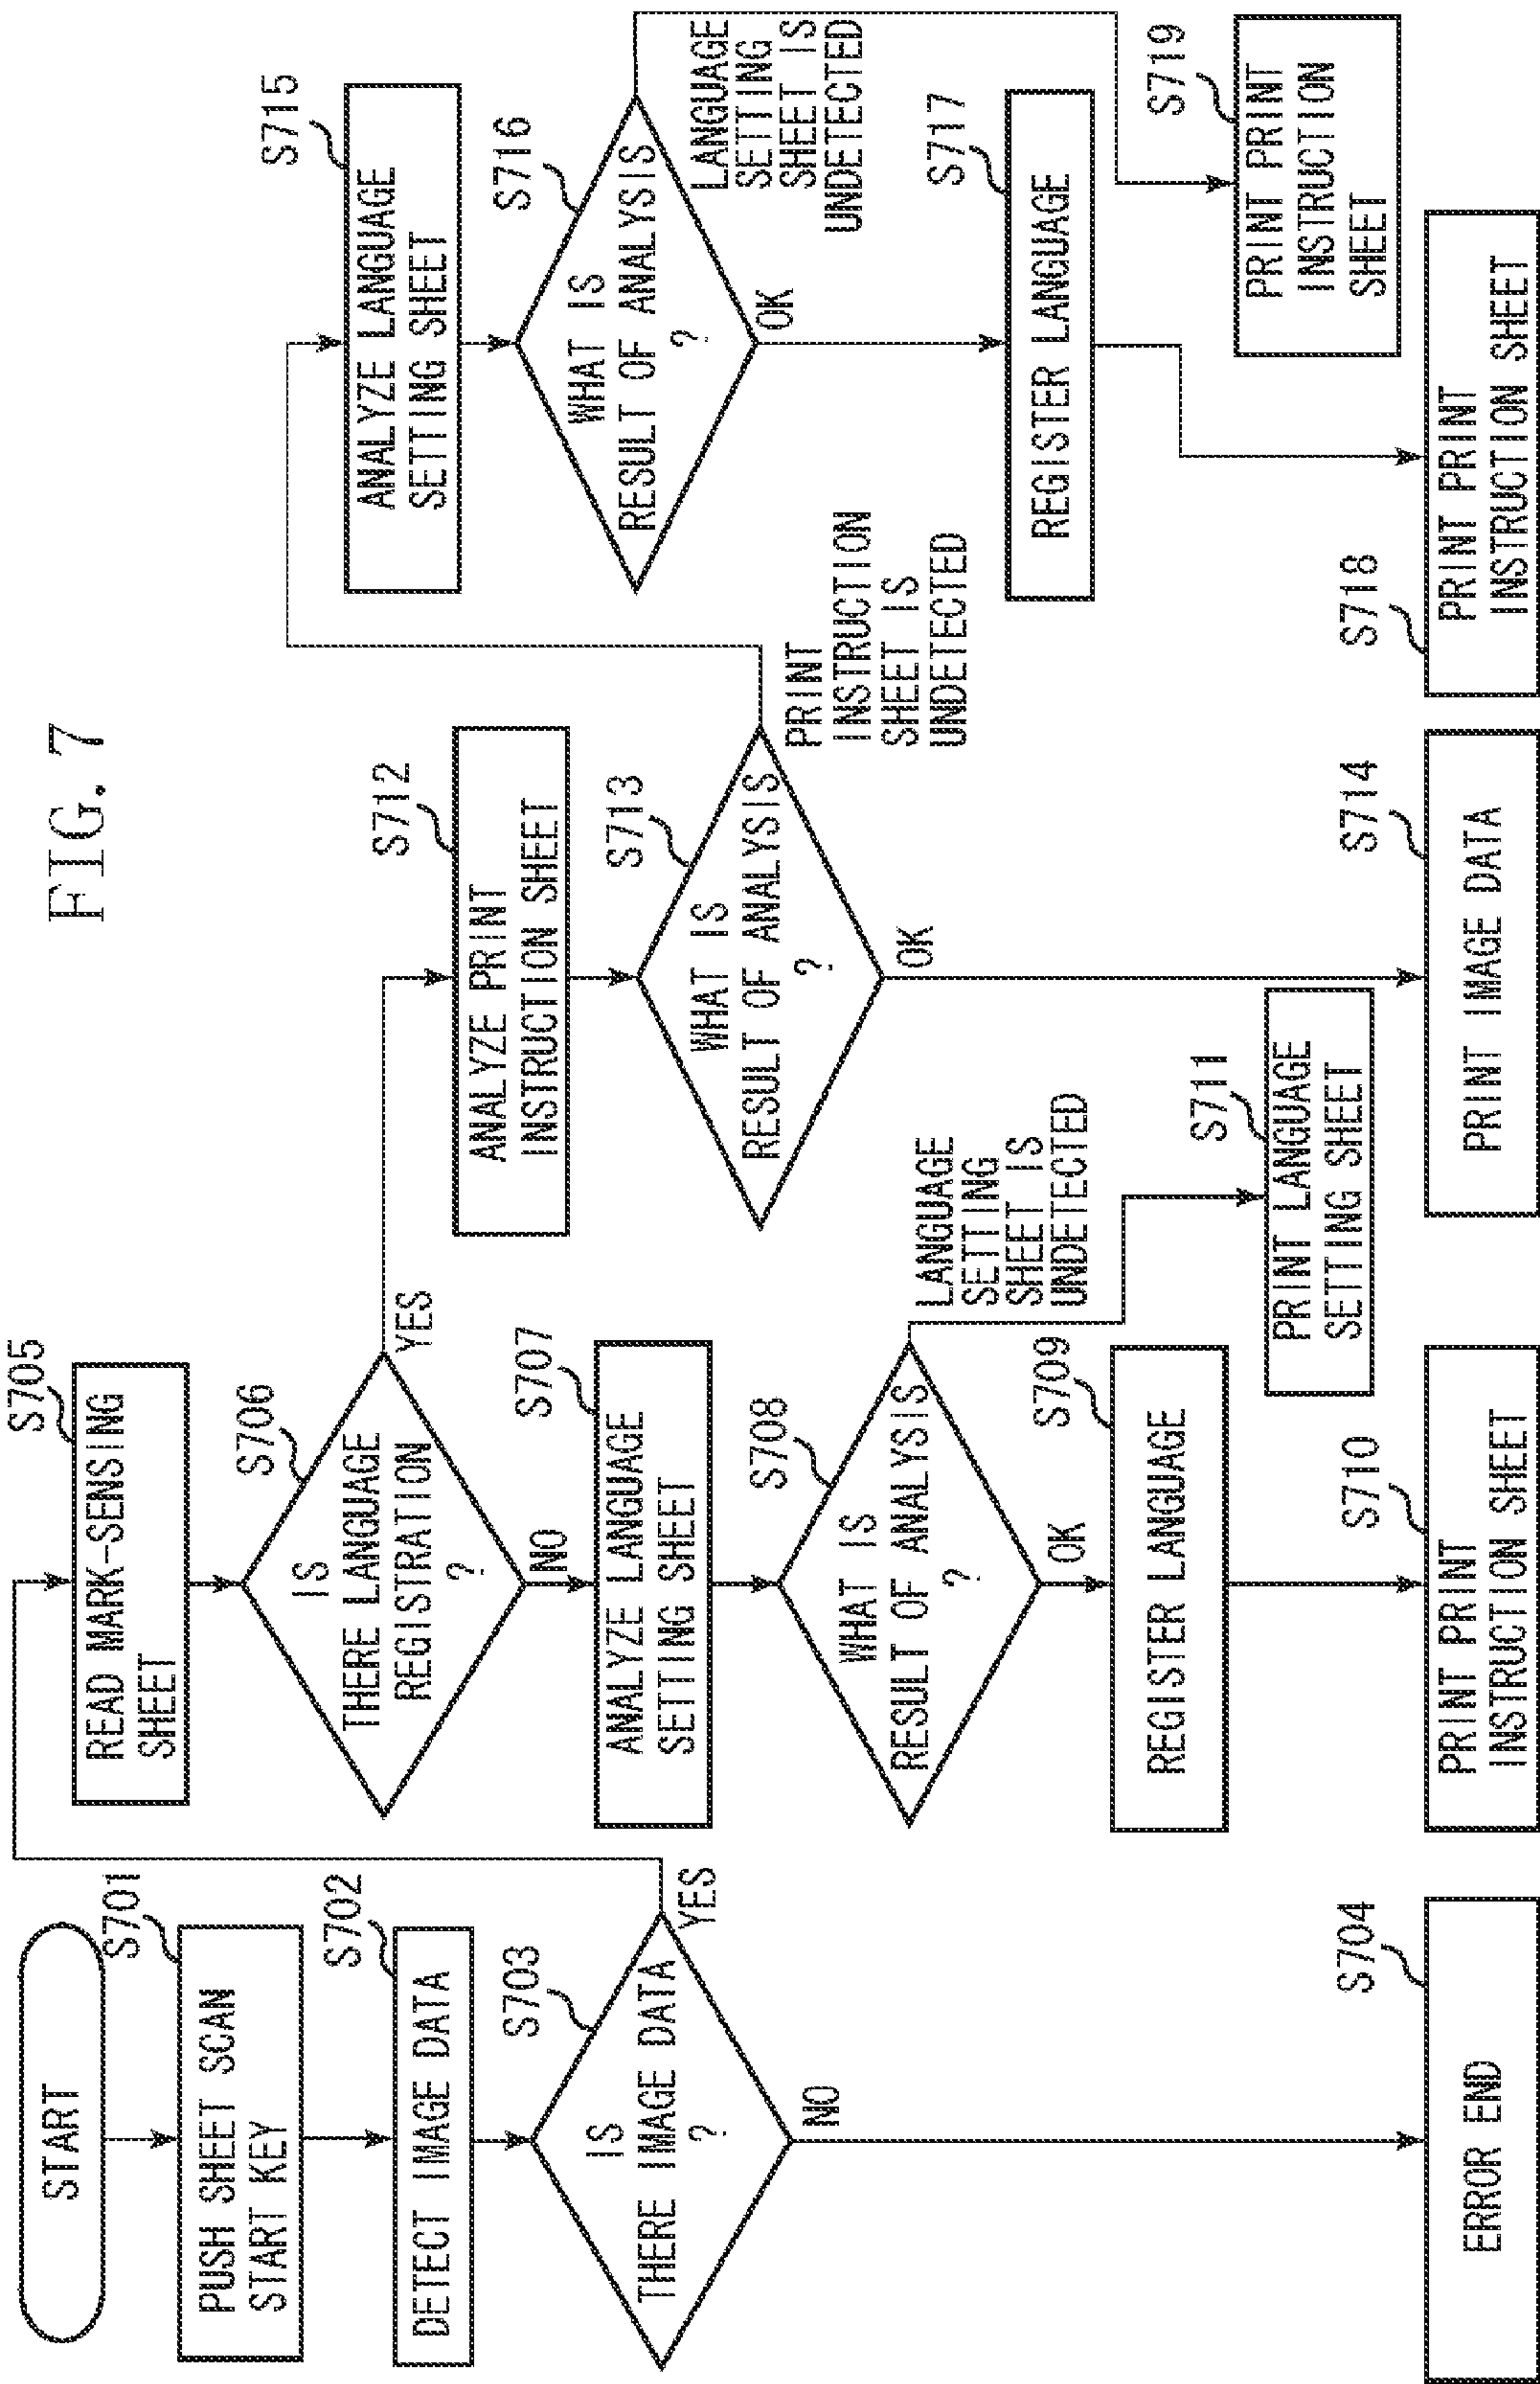 FIG. 7
START
S701
PUSH SHEET SCAN
START KEY
S702
DETECT IMAGE DATA
S703
IS
THERE IMAGE DATA
?
YES
NO
S704
ERROR END
S705
READ MARK-SENSING
SHEET
S706
IS
THERE LANGUAGE
REGISTRATION
?
YES
NO
S707
ANALYZE LANGUAGE
SETTING SHEET
S708
WHAT IS
RESULT OF ANALYSIS
?
LANGUAGE
SETTING
SHEET IS
UNDETECTED
OK
S709
REGISTER LANGUAGE
S710
PRINT PRINT
INSTRUCTION SHEET
S711
PRINT LANGUAGE
SETTING SHEET
S712
ANALYZE PRINT
INSTRUCTION SHEET
S713
WHAT IS
RESULT OF ANALYSIS
?
PRINT
INSTRUCTION
SHEET IS
UNDETECTED
OK
S714
PRINT IMAGE DATA
S715
ANALYZE LANGUAGE
SETTING SHEET
S716
WHAT IS
RESULT OF ANALYSIS
?
LANGUAGE
SETTING
SHEET IS
UNDETECTED
OK
S717
REGISTER LANGUAGE
S718
PRINT PRINT
INSTRUCTION SHEET
S719
PRINT PRINT
INSTRUCTION
SHEET